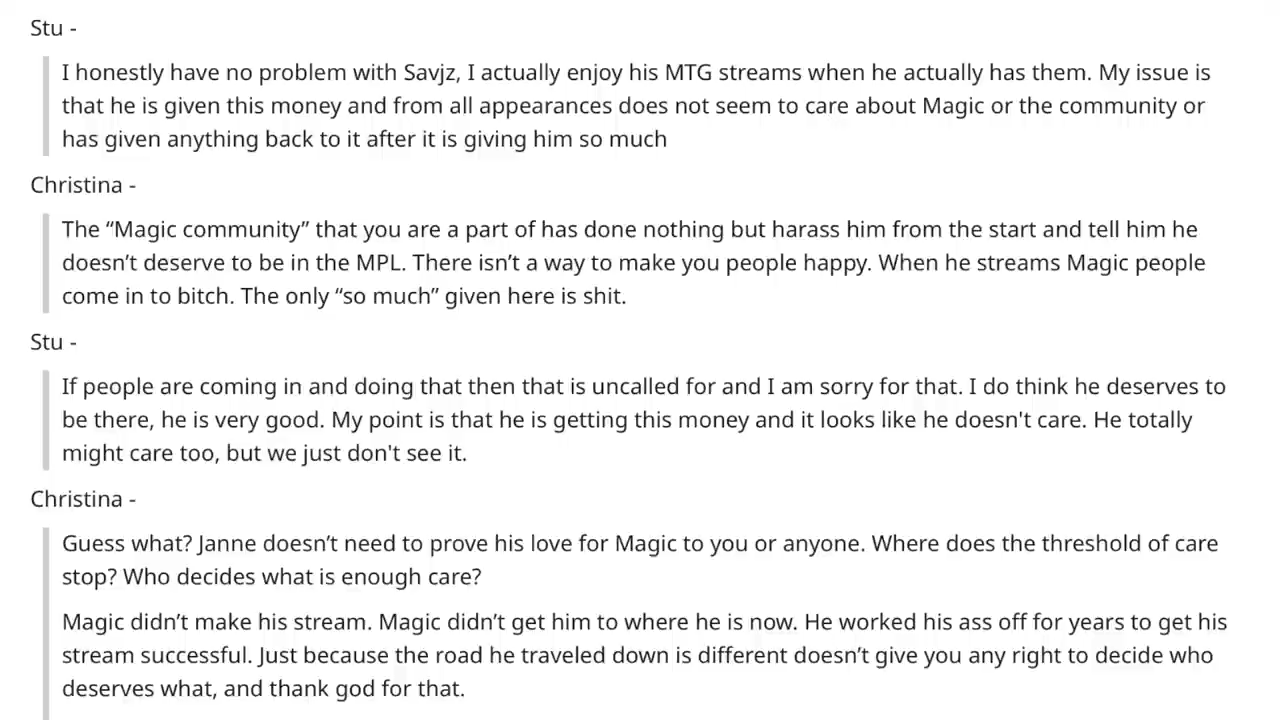 Stu -
I honestly have no problem with Savjz, I actually enjoy his MTG streams when he actually has them. My issue is
that he is given this money and from all appearances does not seem to care about Magic or the community or
has given anything back to it after it is giving him so much
Christina -
The “Magic community” that you are a part of has done nothing but harass him from the start and tell him he
doesn’t deserve to be in the MPL. There isn’t a way to make you people happy. When he streams Magic people
come in to bitch. The only “so much” given here is shit.
Stu -
If people are coming in and doing that then that is uncalled for and I am sorry for that. I do think he deserves to
be there, he is very good. My point is that he is getting this money and it looks like he doesn't care. He totally
might care too, but we just don't see it.
Christina -
Guess what? Janne doesn’t need to prove his love for Magic to you or anyone. Where does the threshold of care
stop? Who decides what is enough care?
Magic didn’t make his stream. Magic didn’t get him to where he is now. He worked his ass off for years to get his
stream successful. Just because the road he traveled down is different doesn’t give you any right to decide who
deserves what, and thank god for that.